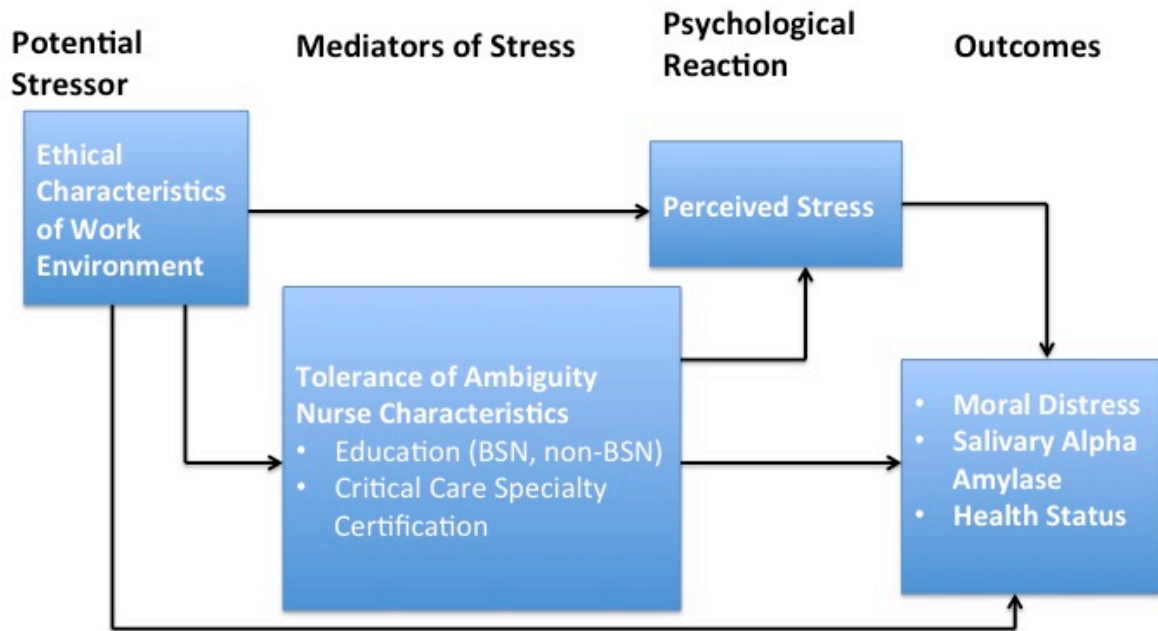 Potential
Stressor
Mediators of Stress
Psychological
Reaction
Outcomes
Ethical
Characteristics
of Work
Environment
Perceived Stress
Tolerance of Ambiguity
Nurse Characteristics
• Education (BSN, non-BSN)
• Critical Care Specialty
Certification
• Moral Distress
• Salivary Alpha
Amylase
• Health Status